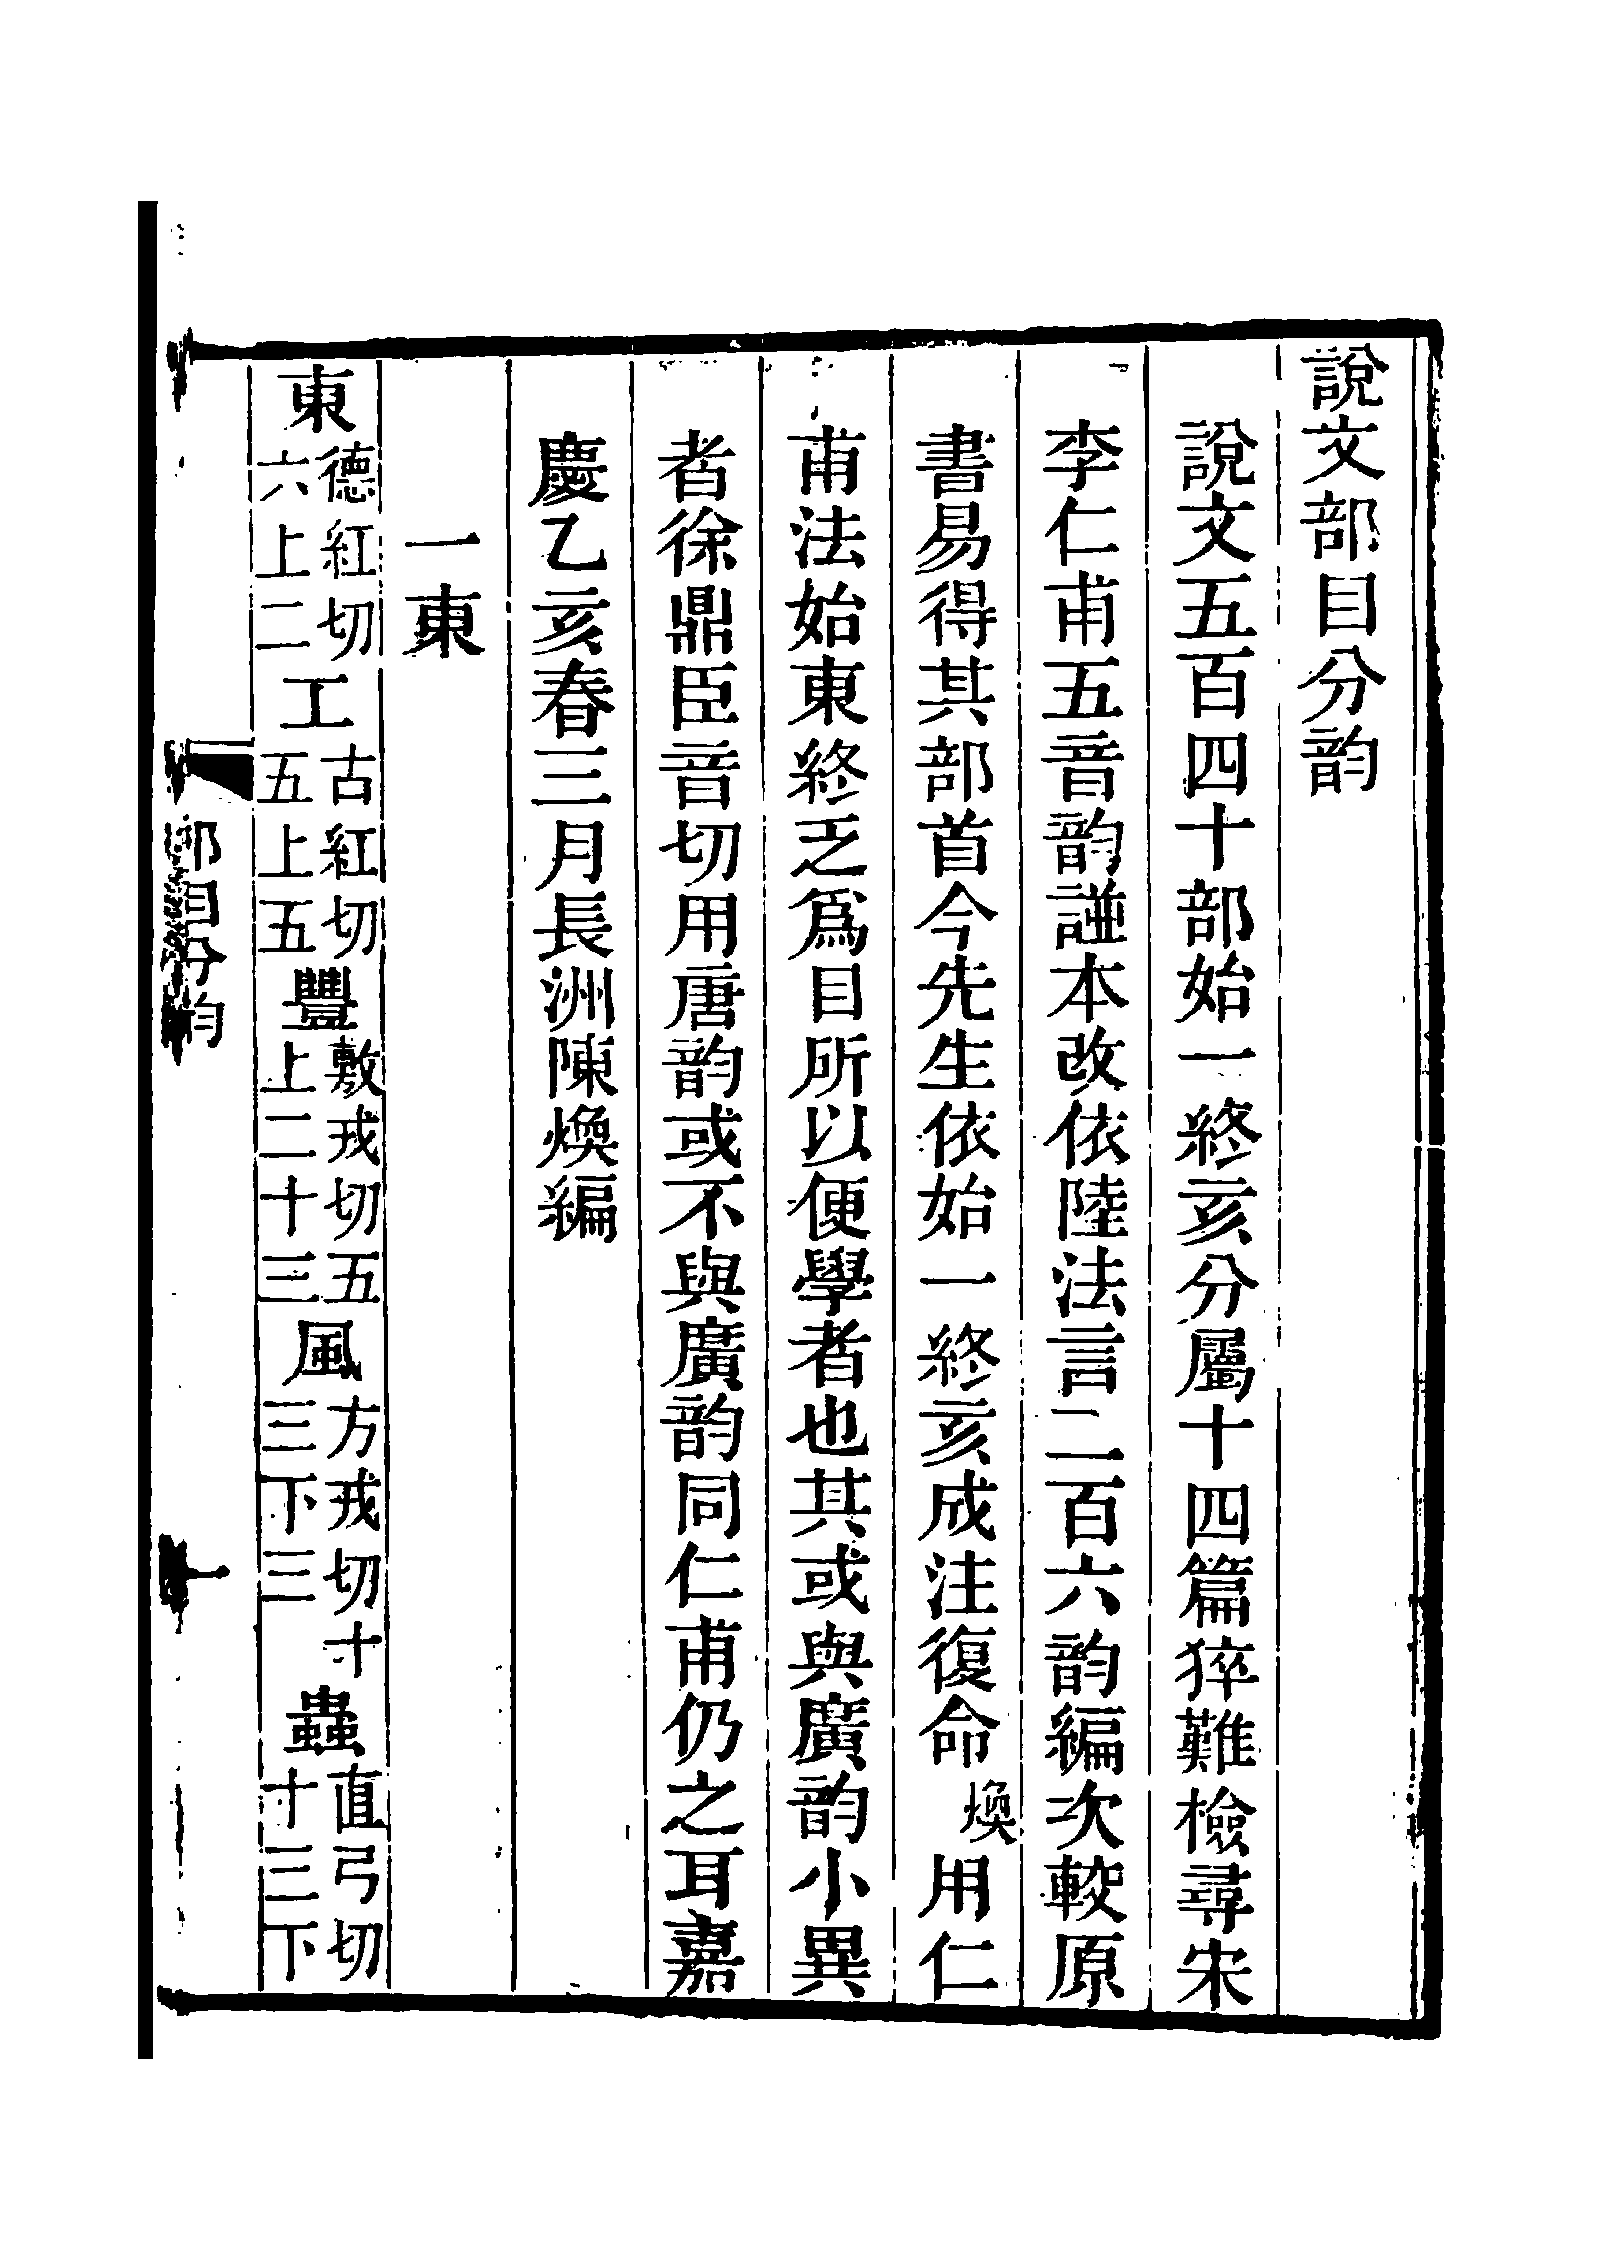 說文部目分韵
說文五百四十部始一終亥分屬十四篇猝難檢尋宋
李仁甫五音韵譜本改依陸法言二百六韵編次較原
書易得其部首今先生依始一終亥成注復命煥用仁
甫法始東終乏爲目所以便學者也其或與廣韵小異
者徐鼎臣音切用唐韵或不與廣韵同仁甫仍之耳嘉
慶乙亥春三月長洲陳煥編
一東
東德紅切六上二工古紅切五上五豐敷戎切五上二十三風方戎切十三下三蟲直弓切十三下
部目分韵 一